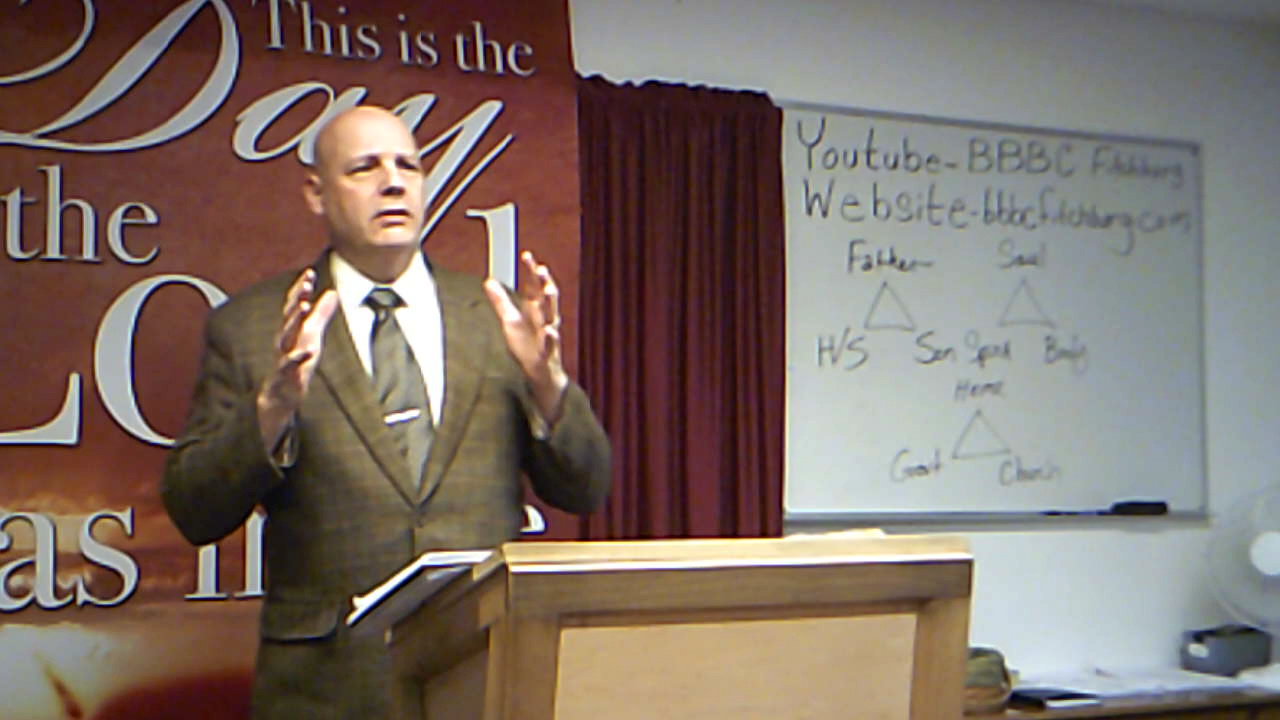 This is the
Day
the
Lo d
as m e
Youtube-BBBC Fitchburg
Website-bbbcfitchburg.com
Father Soul
H/S Son Spirit Body
Home
Church